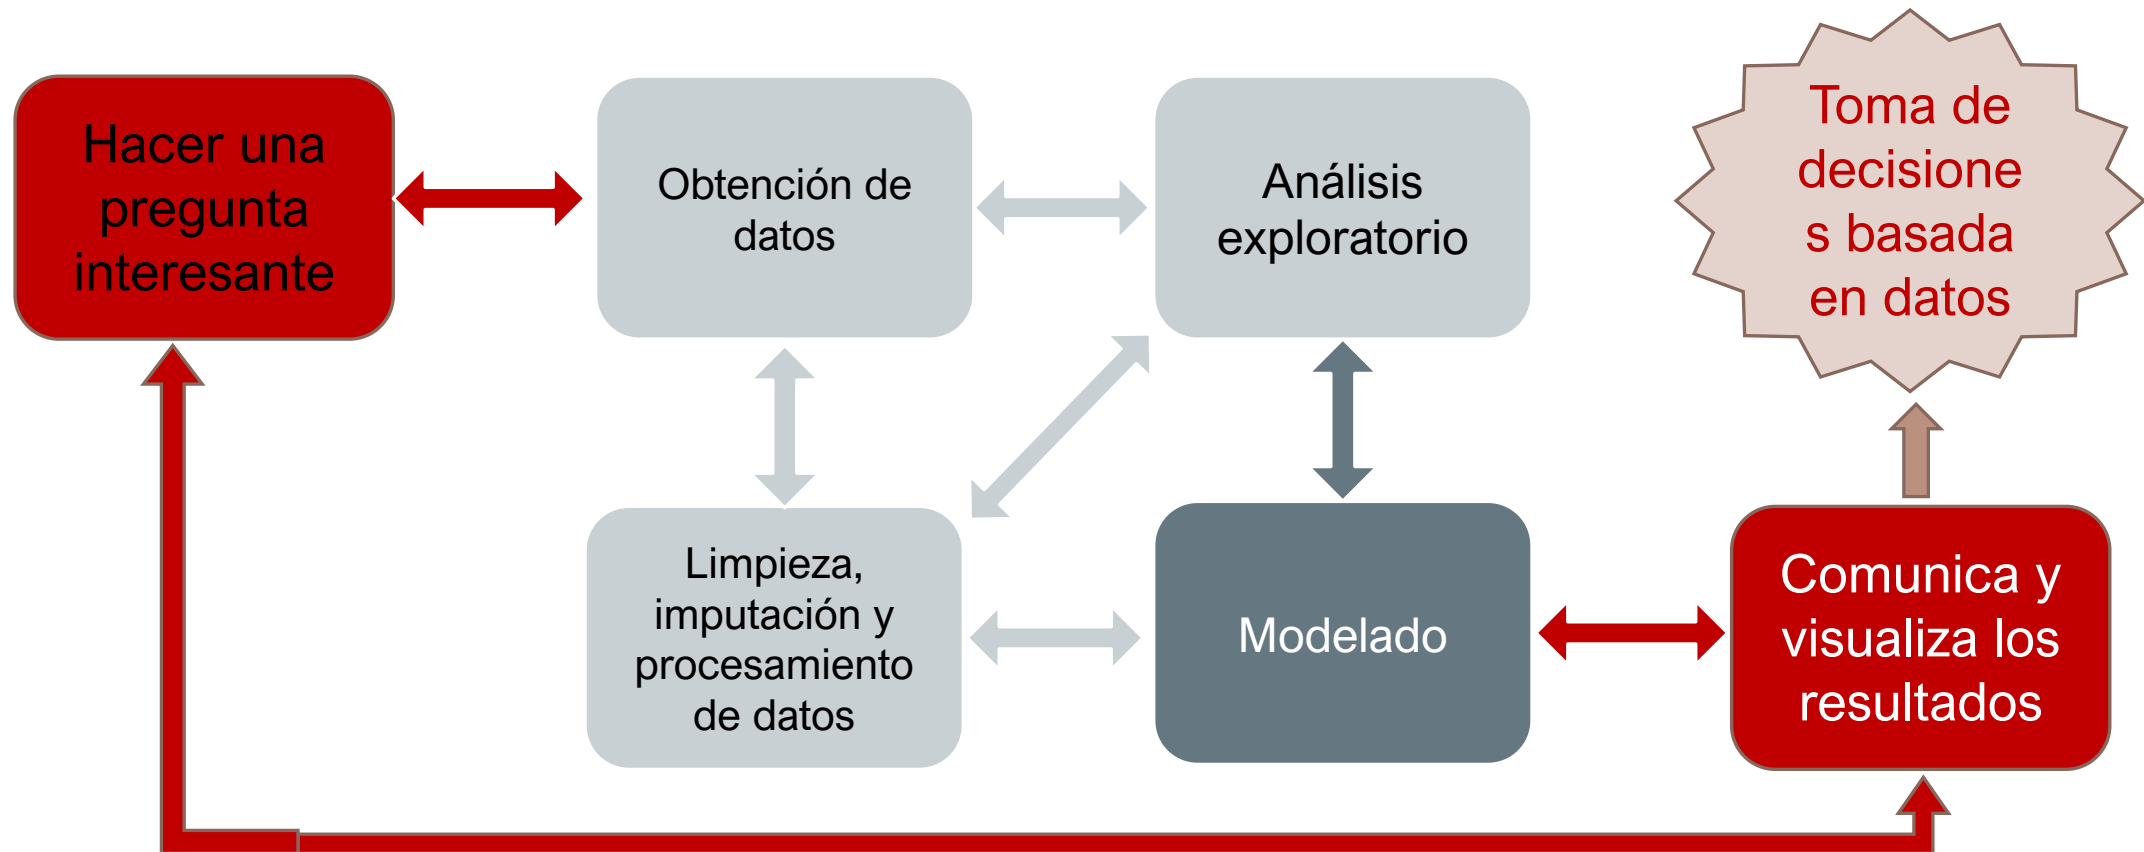 Hacer una
pregunta
interesante
Obtención de
datos
Análisis
exploratorio
Toma de
decisione
s basada
en datos
Limpieza,
imputación y
procesamiento
de datos
Modelado
Comunica y
visualiza los
resultados